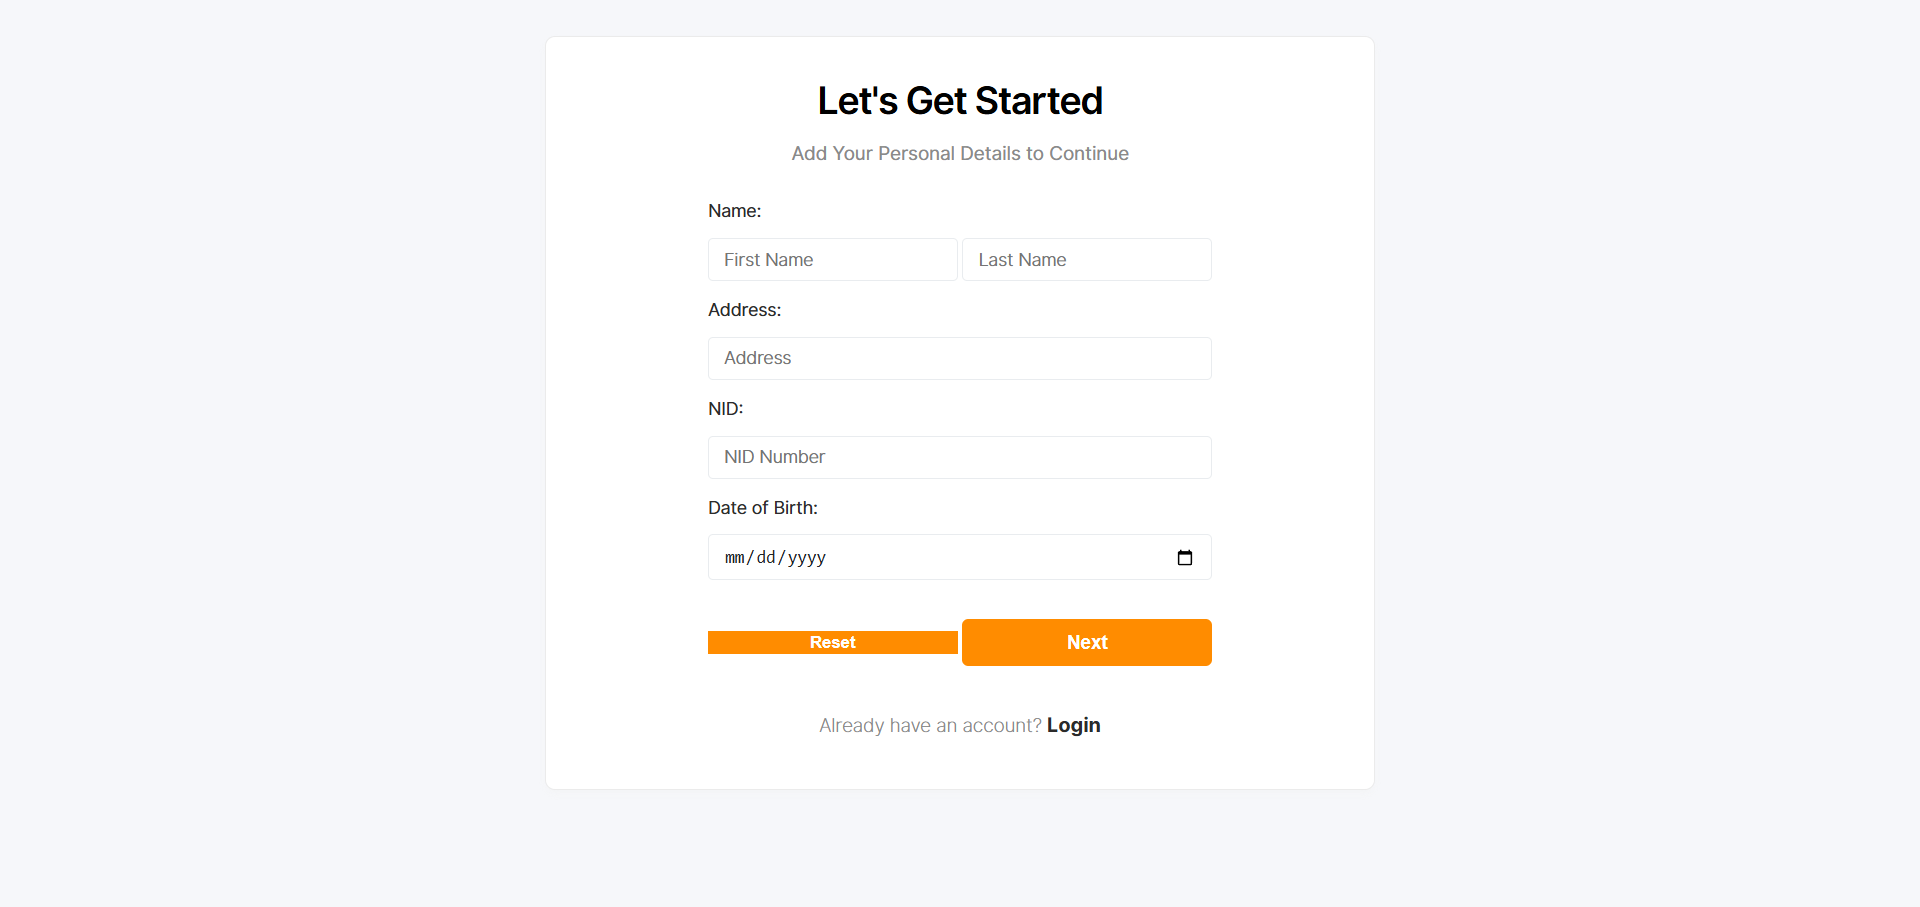 Let's Get Started
Add Your Personal Details to Continue
Name:
First Name Last Name
Address:
Address
NID:
NID Number
Date of Birth:
mm/dd/yyyy
Reset Next
Already have an account? Login